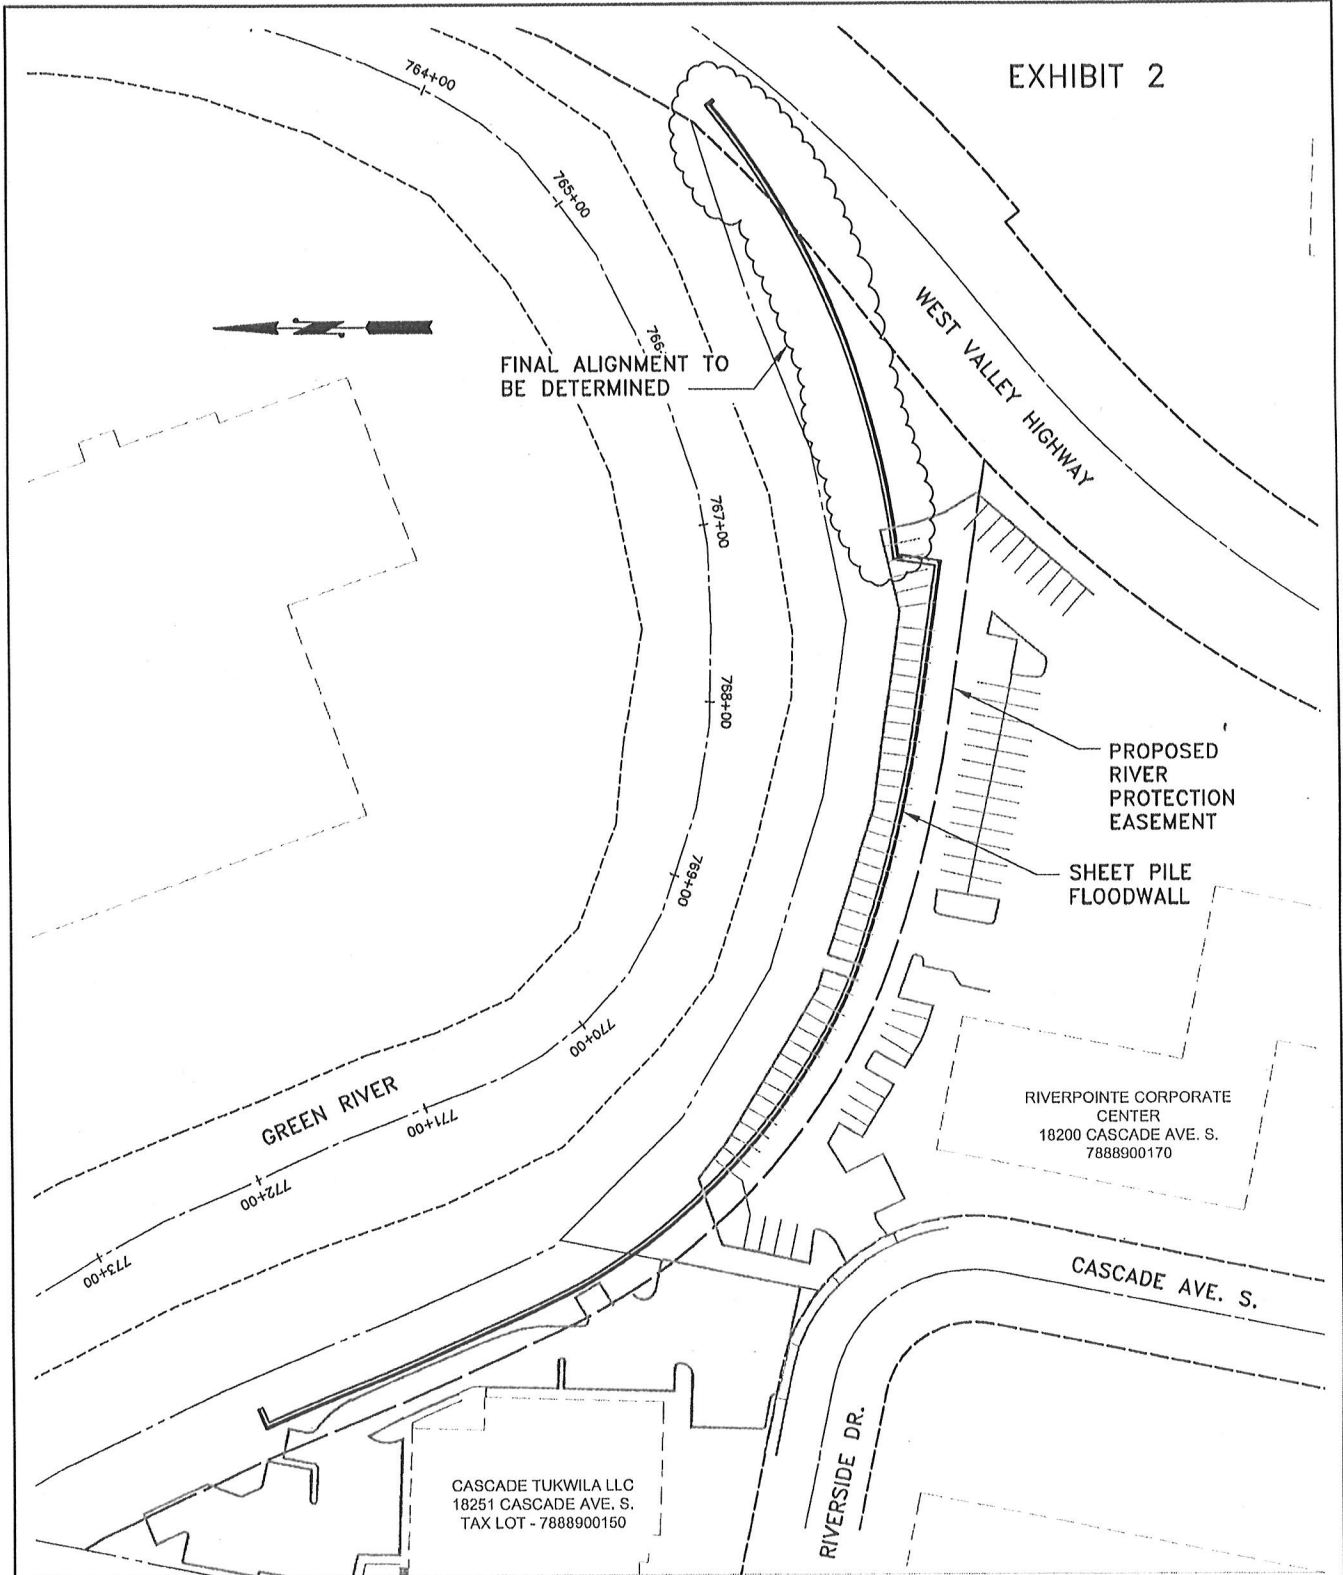 EXHIBIT 2
764+00
765+00
766
FINAL ALIGNMENT TO
BE DETERMINED
WEST VALLEY HIGHWAY
767+00
768+00
PROPOSED
RIVER
PROTECTION
EASEMENT
769+00
SHEET PILE
FLOODWALL
770+00
GREEN RIVER
771+00
772+00
773+00
RIVERPOINTE CORPORATE
CENTER
18200 CASCADE AVE. S.
7888900170
CASCADE AVE. S.
RIVERSIDE DR.
CASCADE TUKWILA LLC
18251 CASCADE AVE. S.
TAX LOT - 7888900150